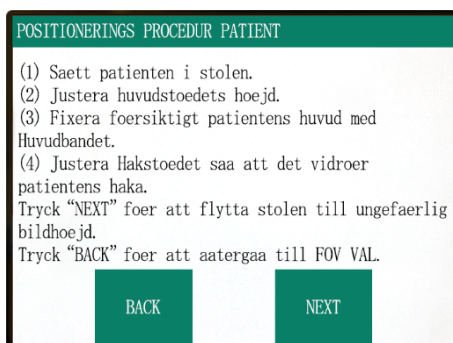 POSITIONERINGS PROCEDUR PATIENT
(1) Saett patienten i stolen.
(2) Justera huvudstoedets hoejd.
(3) Fixera foersiktigt patientens huvud med
Huvudbandet.
(4) Justera Hakstoedet saa att det vidroer
patientens haka.
Tryck “NEXT” foer att flytta stolen till ungefaerlig
bildhoejd.
Tryck “BACK” foer att aatergaa till FOV VAL.
BACK NEXT